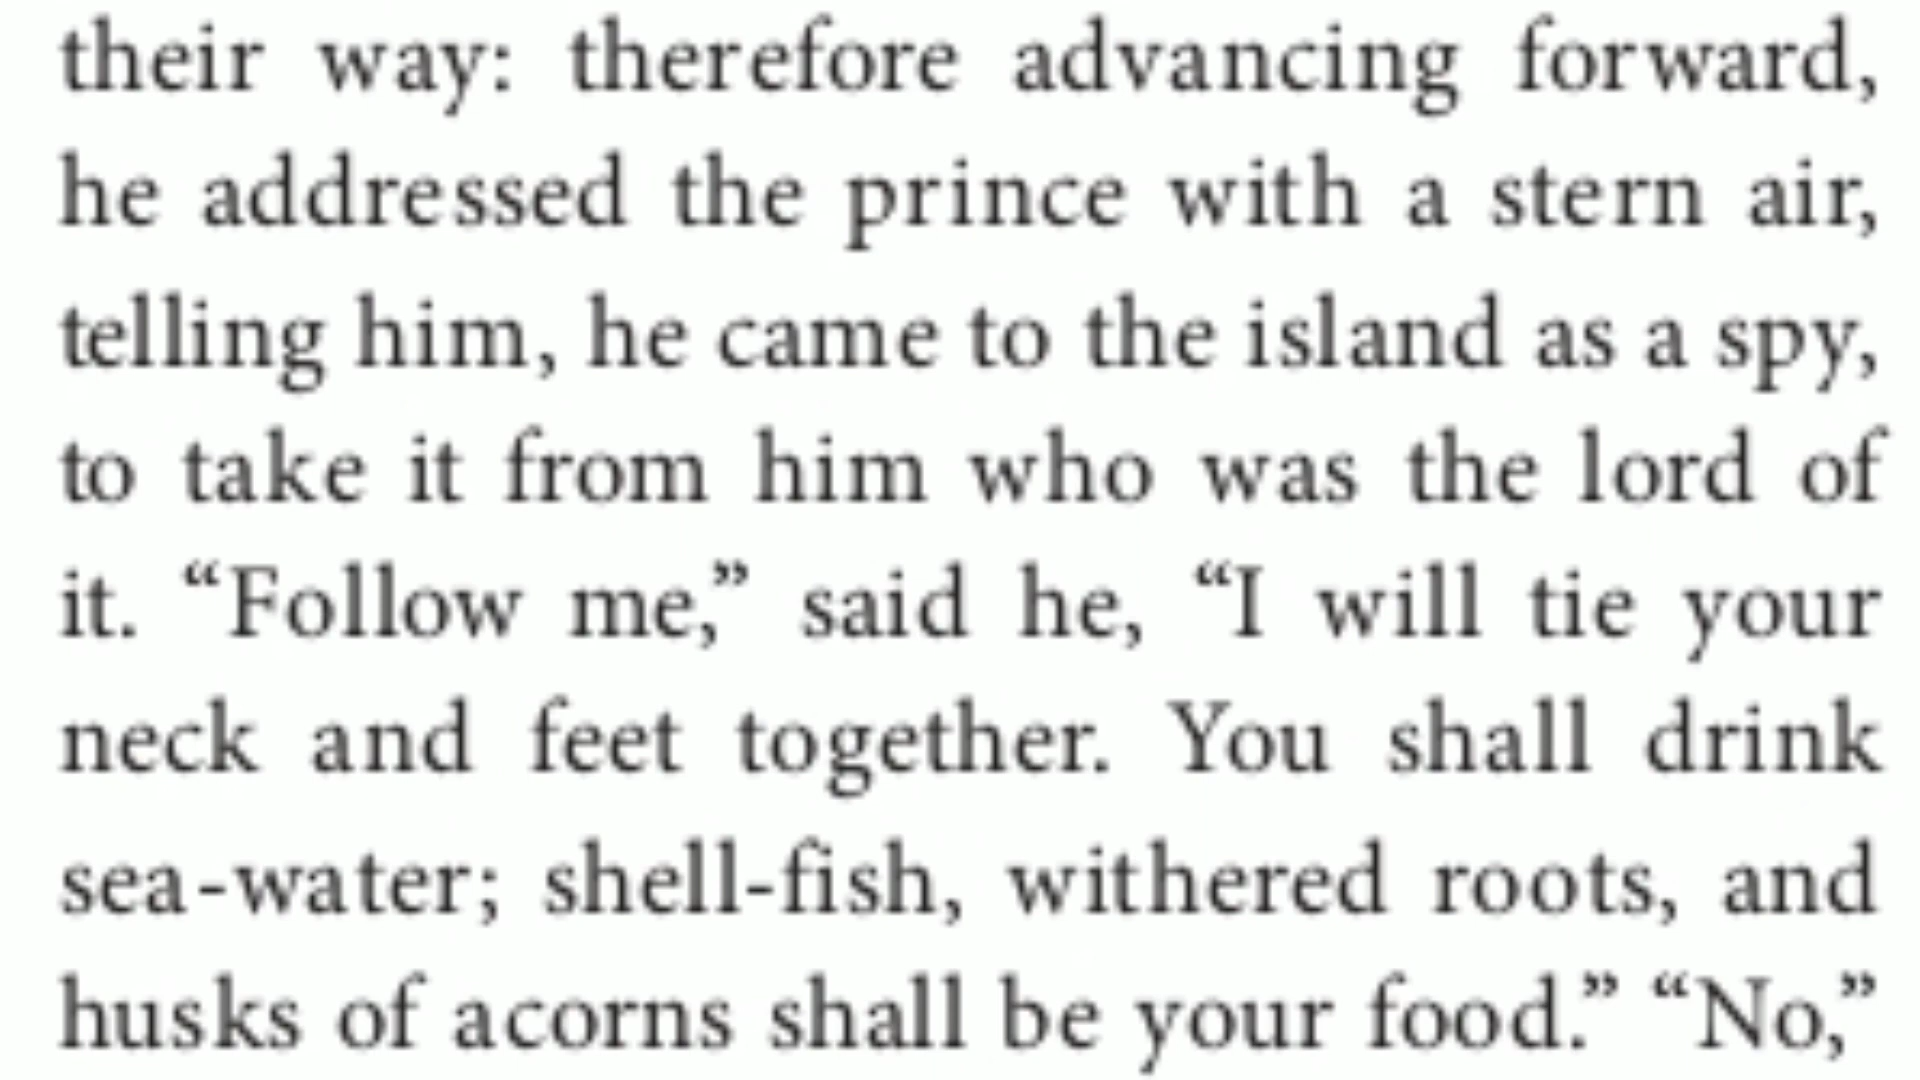 their way: therefore advancing forward,
he addressed the prince with a stern air,
telling him, he came to the island as a spy,
to take it from him who was the lord of
it. “Follow me,” said he, “I will tie your
neck and feet together. You shall drink
sea-water; shell-fish, withered roots, and
husks of acorns shall be your food.” “No,”